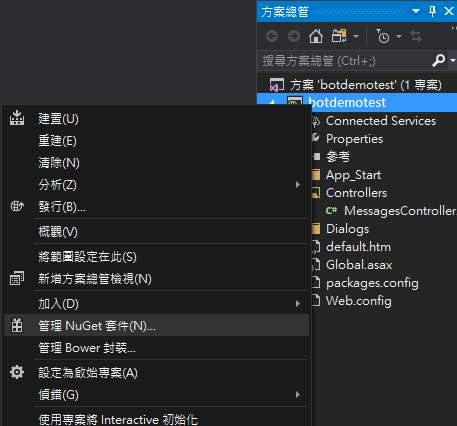 方案總管
搜尋方案總管 (Ctrl+;)
方案 'botdemotest' (1 專案)
botdemotest
Connected Services
Properties
參考
App_Start
Controllers
C# MessagesController.
Dialogs
default.htm
Global.asax
packages.config
Web.config
建置(U)
重建(E)
清除(N)
分析(Z)
發行(B)...
概觀(V)
將範圍設定在此(S)
新增方案總管檢視(N)
加入(D)
管理 NuGet 套件(N)...
管理 Bower 封裝...
設定為啟始專案(A)
偵錯(G)
使用專案將 Interactive 初始化